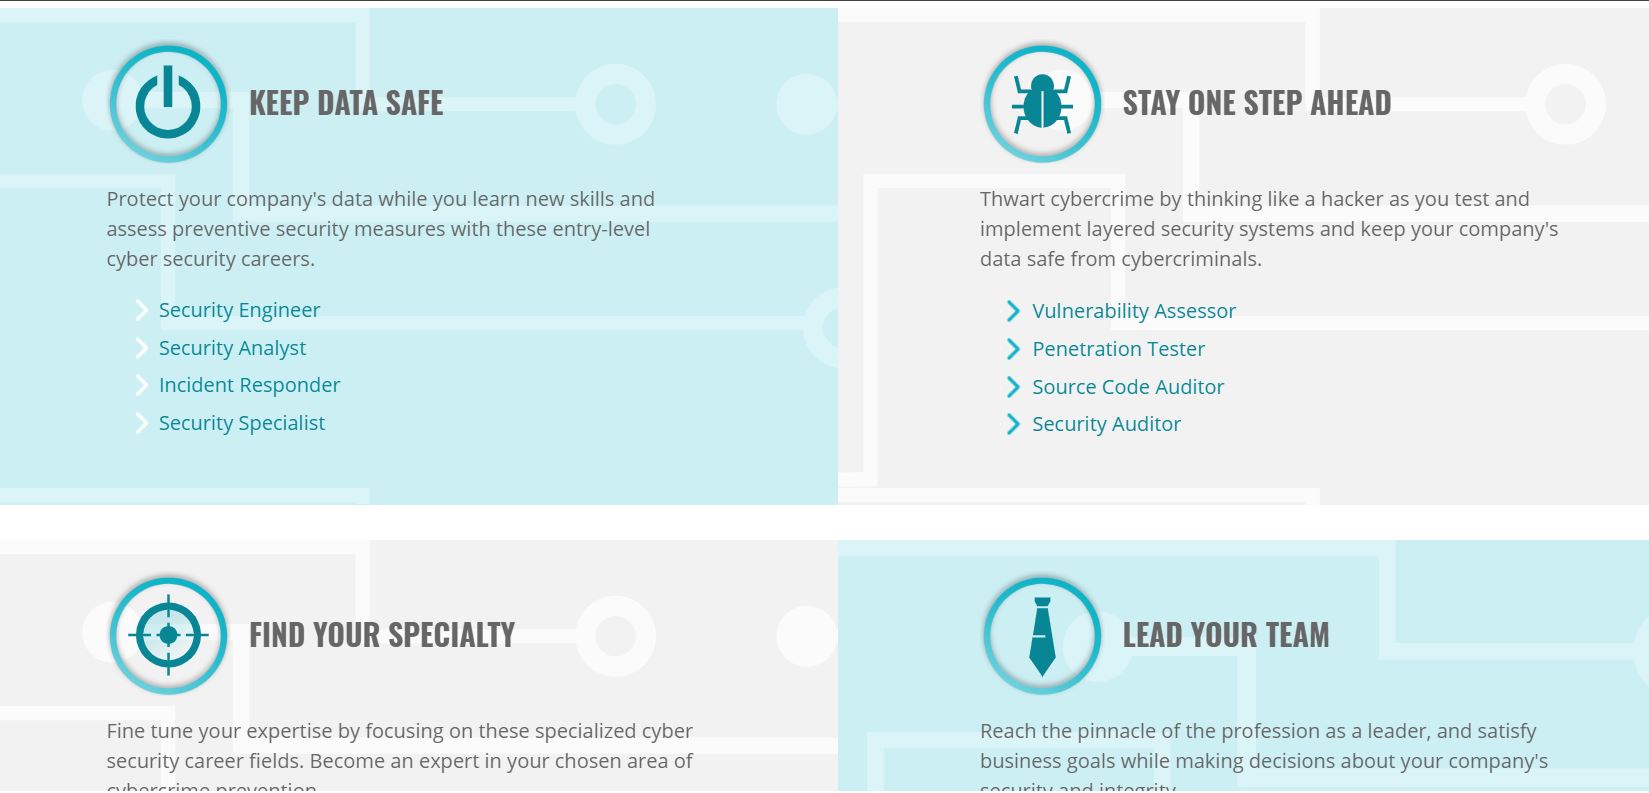 KEEP DATA SAFE
Protect your company's data while you learn new skills and
assess preventive security measures with these entry-level
cyber security careers.
Security Engineer
Security Analyst
Incident Responder
Security Specialist
STAY ONE STEP AHEAD
Thwart cybercrime by thinking like a hacker as you test and
implement layered security systems and keep your company's
data safe from cybercriminals.
Vulnerability Assessor
Penetration Tester
Source Code Auditor
Security Auditor
FIND YOUR SPECIALTY
Fine tune your expertise by focusing on these specialized cyber
security career fields. Become an expert in your chosen area of
cybercrime prevention.
LEAD YOUR TEAM
Reach the pinnacle of the profession as a leader, and satisfy
business goals while making decisions about your company's
security and integrity.